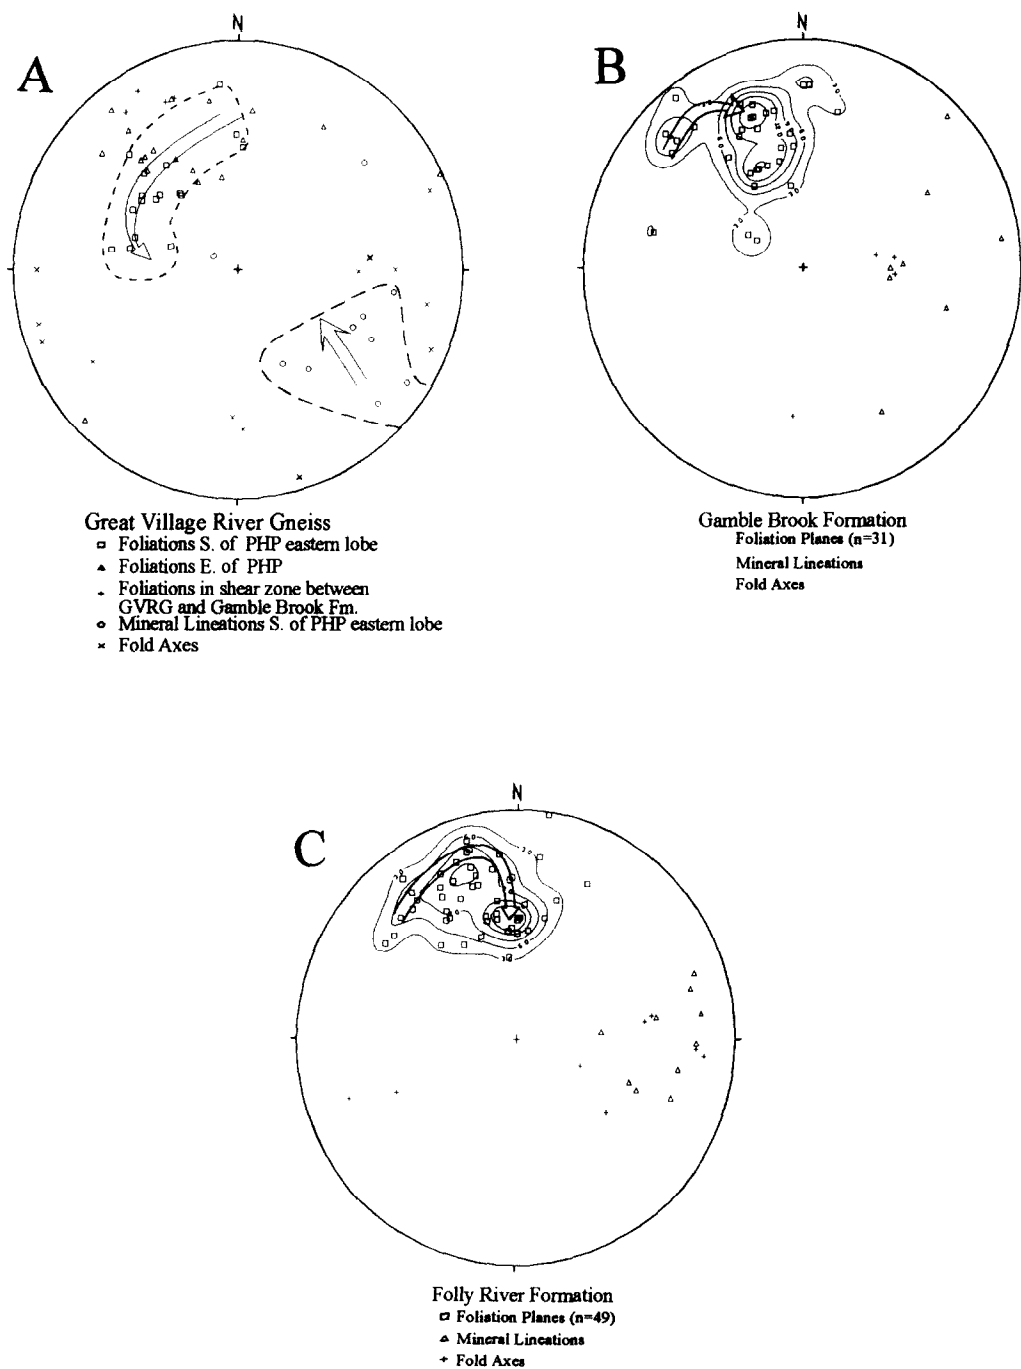 N
A
Great Village River Gneiss
Foliations S. of PHP eastern lobe
Foliations E. of PHP
Foliations in shear zone between
GVRG and Gamble Brook Fm.
Mineral Lineations S. of PHP eastern lobe
Fold Axes
N
B
Gamble Brook Formation
Foliation Planes (n=31)
Mineral Lineations
Fold Axes
N
C
Folly River Formation
Foliation Planes (n=49)
Mineral Lineations
Fold Axes